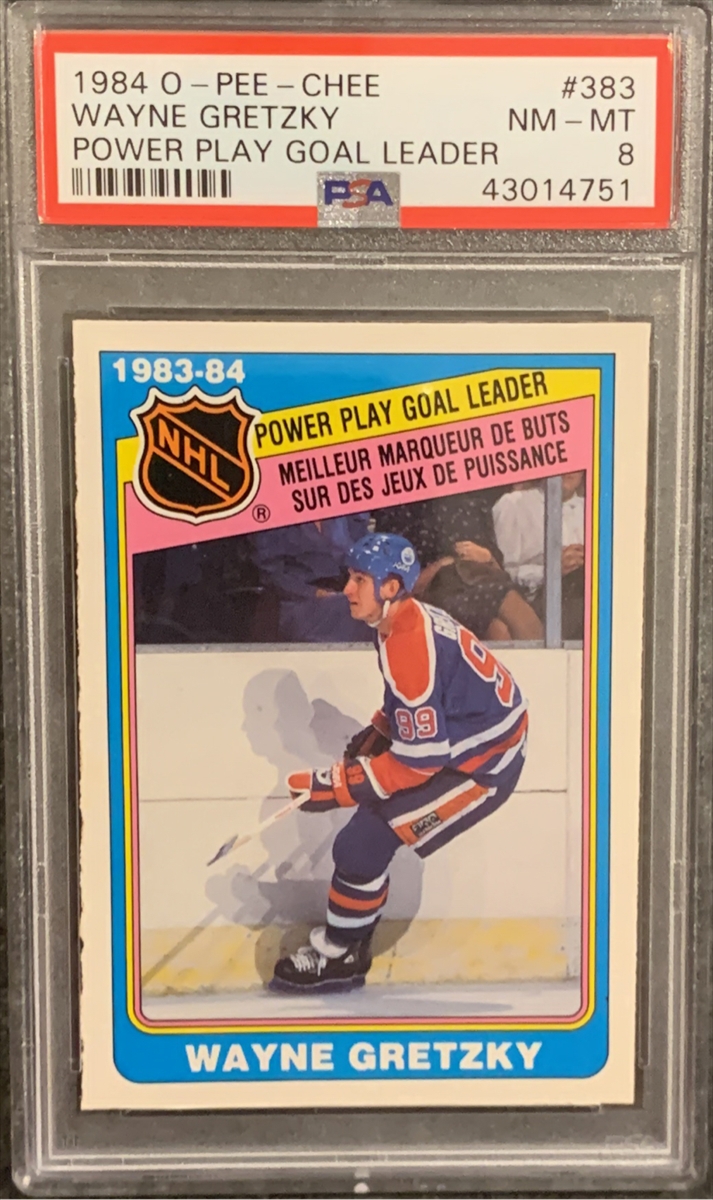 1984 O-PEE-CHEE #383
WAYNE GRETZKY NM-MT
POWER PLAY GOAL LEADER 8
PSA 43014751
1983-84
NHL
®
POWER PLAY GOAL LEADER
MEILLEUR MARQUEUR DE BUTS
SUR DES JEUX DE PUISSANCE
99
99
WAYNE GRETZKY